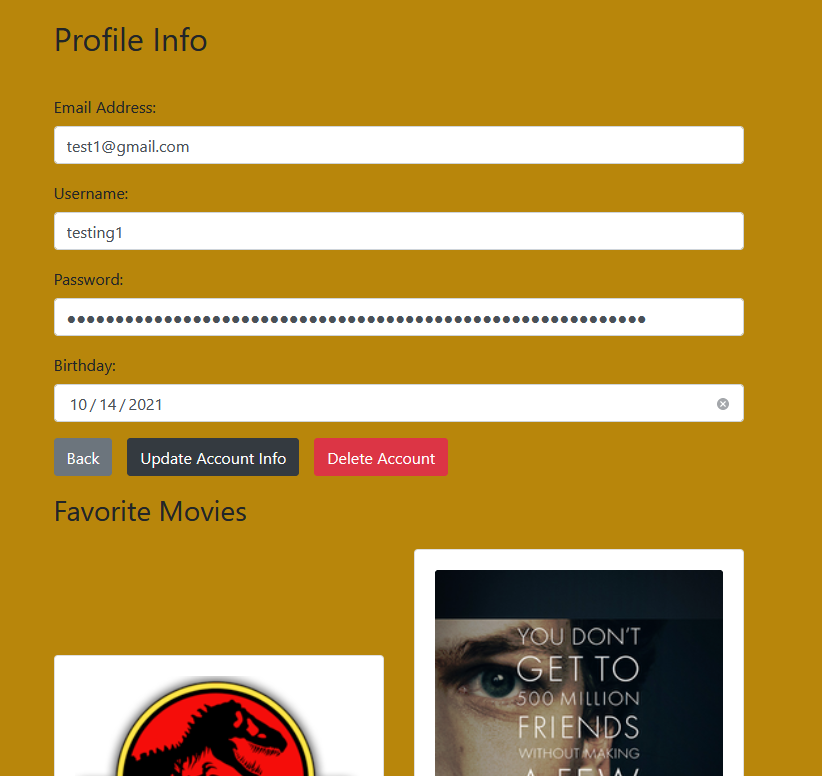 Profile Info
Email Address:
test1@gmail.com
Username:
testing1
Password:
••••••••••••••••••••••••••••••••••••••••••••••••••••••••••••
Birthday:
10 / 14 / 2021
Back
Update Account Info
Delete Account
Favorite Movies
YOU DON'T
GET TO
500 MILLION
FRIENDS
WITHOUT MAKING
A FEW